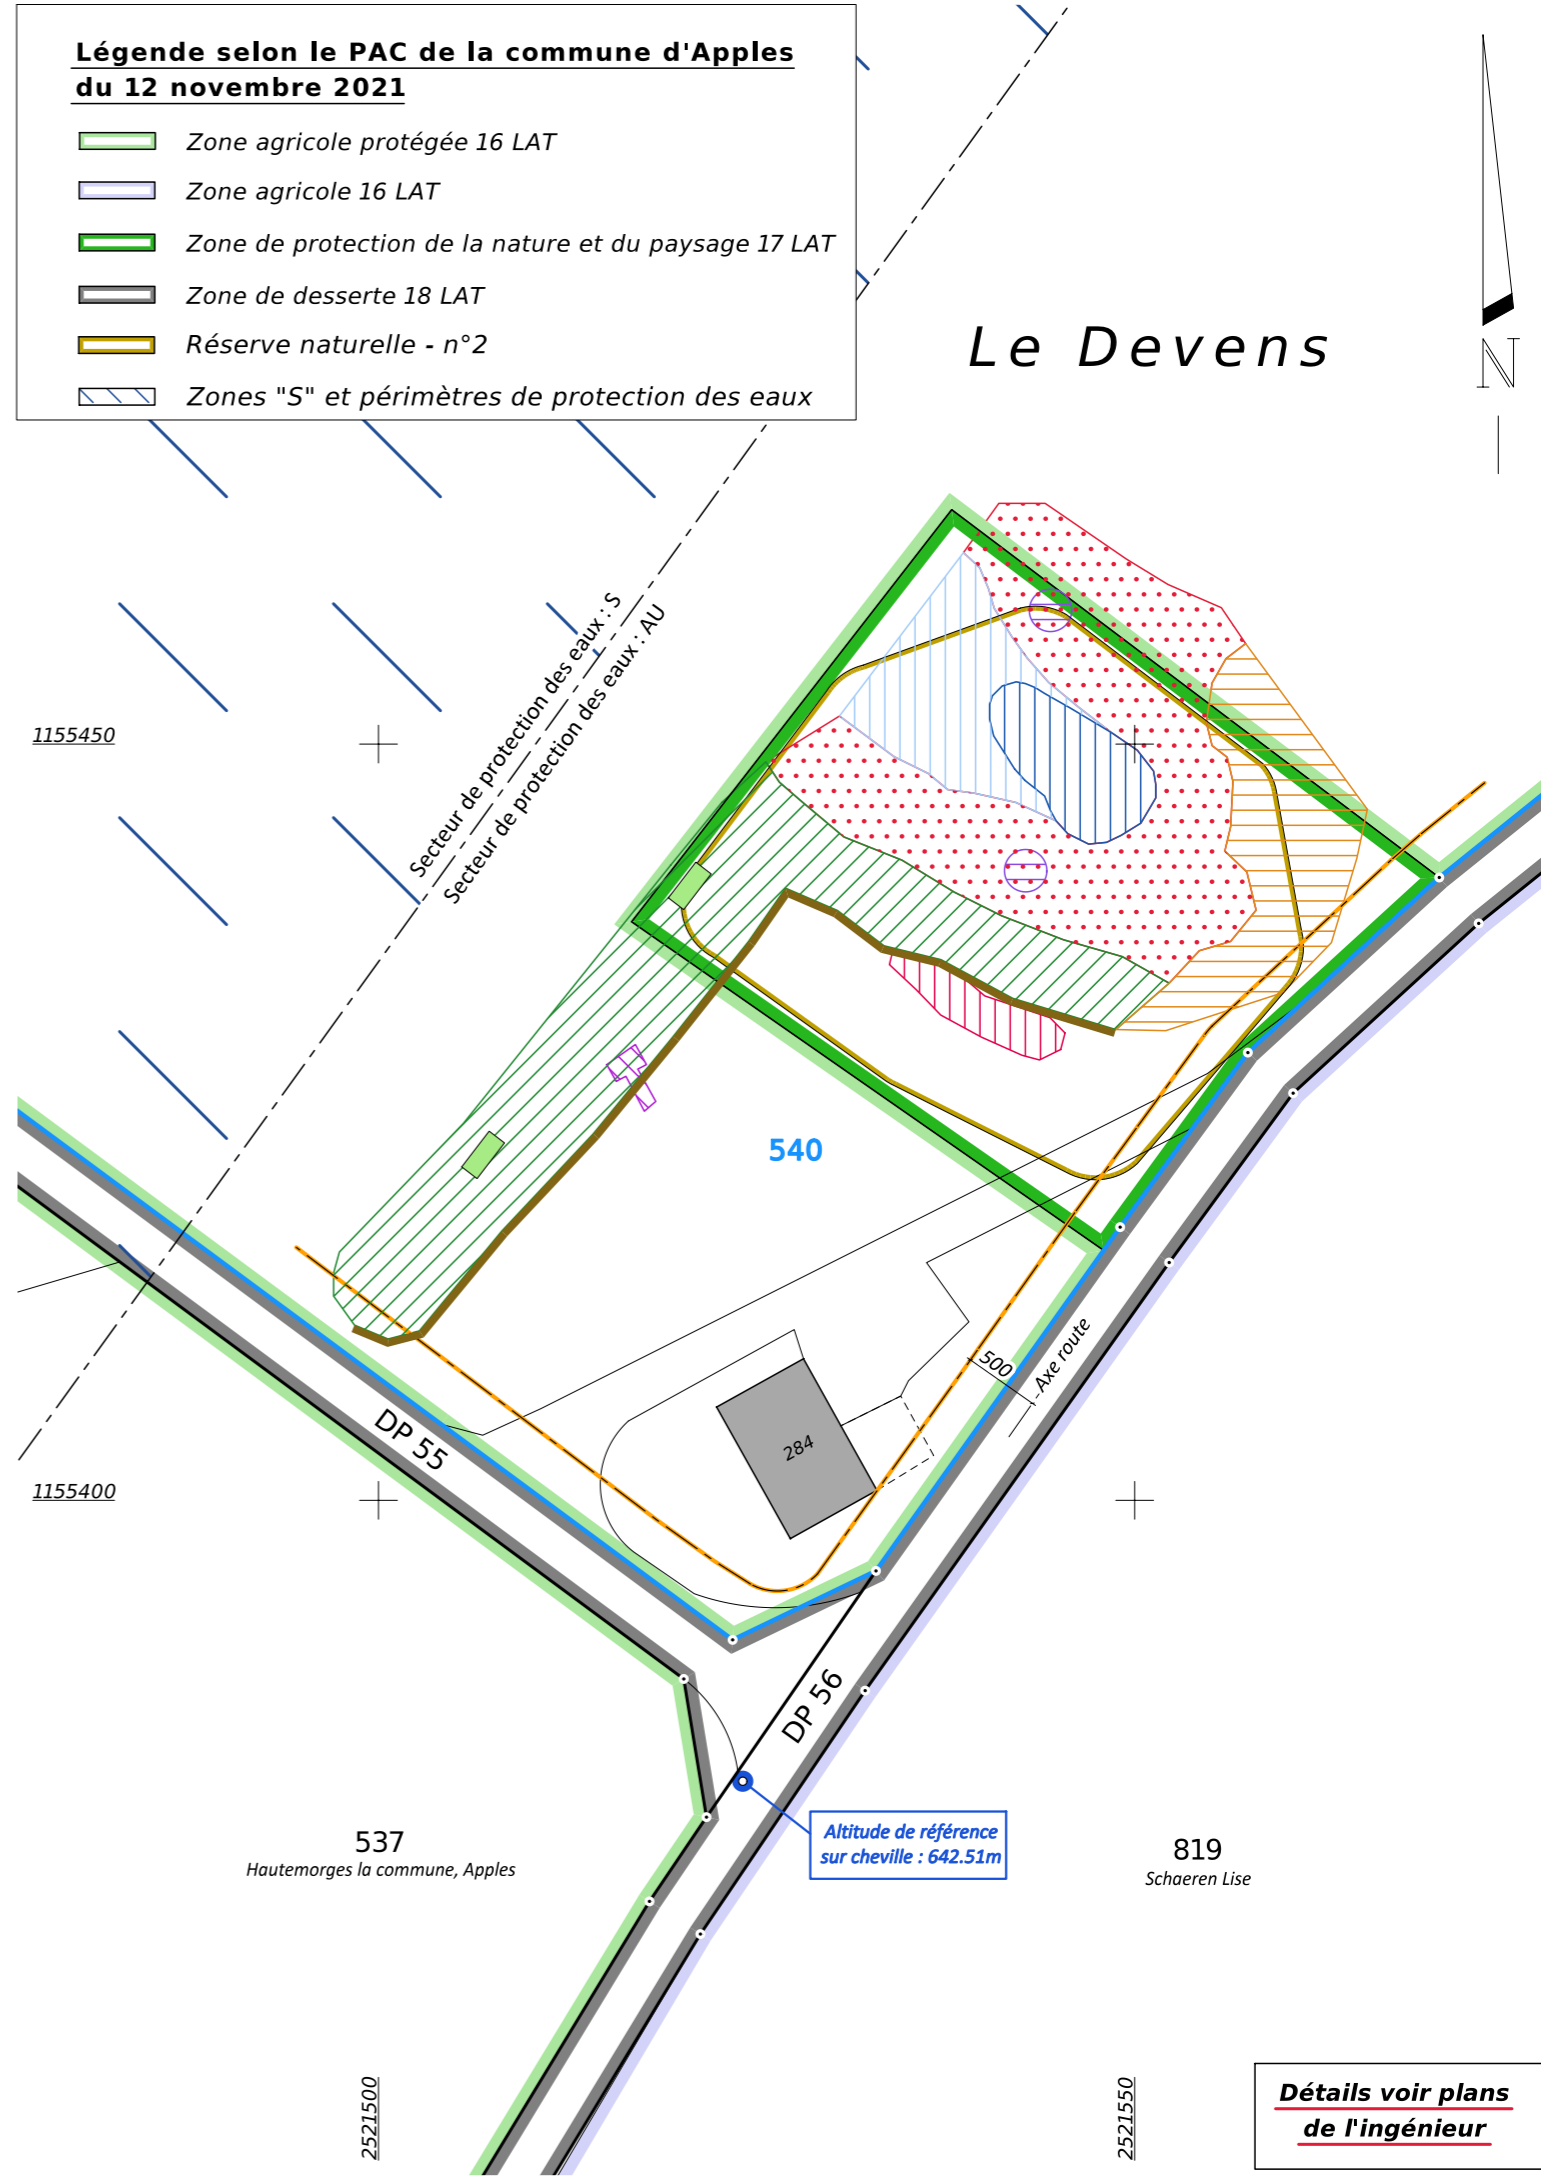 Légende selon le PAC de la commune d'Apples
du 12 novembre 2021
Zone agricole protégée 16 LAT
Zone agricole 16 LAT
Zone de protection de la nature et du paysage 17 LAT
Zone de desserte 18 LAT
Réserve naturelle - n°2
Zones "S" et périmètres de protection des eaux
Le Devens
N
Secteur de protection des eaux : S
Secteur de protection des eaux : AU
1155450
540
500
Axe route
284
DP 55
1155400
DP 56
Altitude de référence
sur cheville : 642.51m
537
Hautemorges la commune, Apples
819
Schaeren Lise
2521500
2521550
Détails voir plans
de l'ingénieur